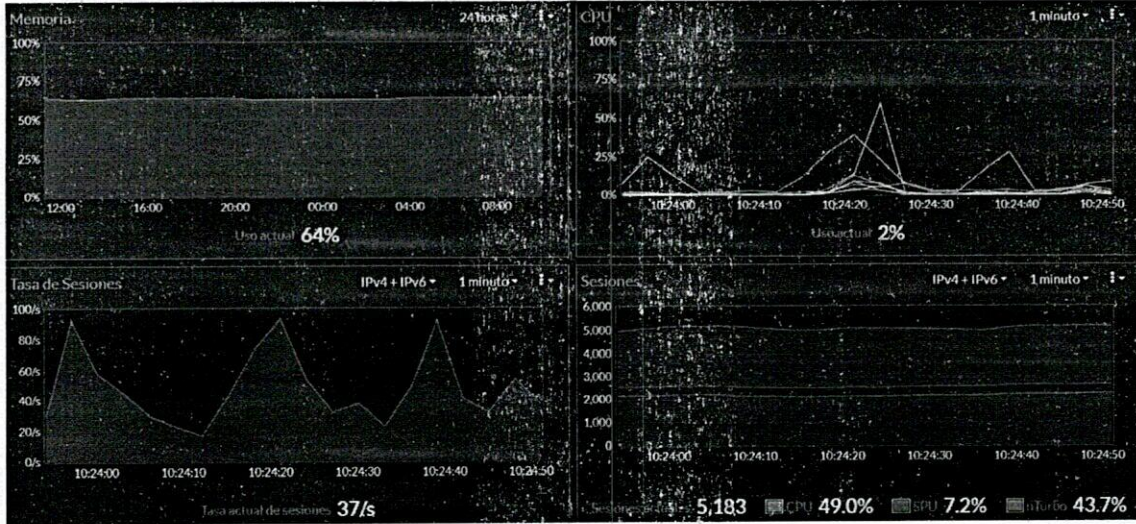 Memoria
24 horas
100%
75%
50%
25%
0%
12:00 16:00 20:00 00:00 04:00 08:00
Uso actual 64%
CPU
1 minuto
100%
75%
50%
25%
0%
10:24:00 10:24:10 10:24:20 10:24:30 10:24:40 10:24:50
Uso actual 2%
Tasa de Sesiones
IPv4 + IPv6 1 minuto
100/s
80/s
60/s
40/s
20/s
0/s
10:24:00 10:24:10 10:24:20 10:24:30 10:24:40 10:24:50
Tasa actual de sesiones 37/s
Sesiones
IPv4 + IPv6 1 minuto
6,000
5,000
4,000
3,000
2,000
1,000
0
10:24:00 10:24:10 10:24:20 10:24:30 10:24:40 10:24:50
Sesiones 5,183 CPU 49.0% SPU 7.2% nTurbo 43.7%